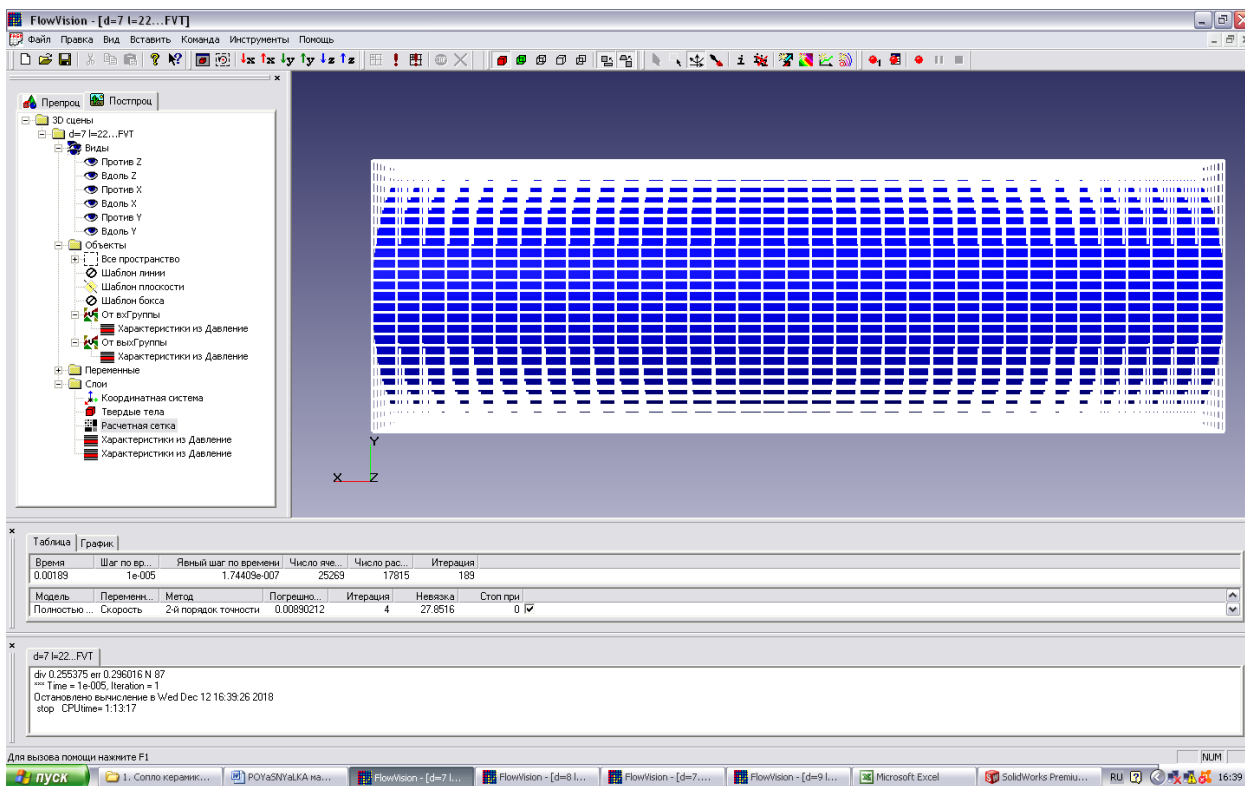 FlowVision - [d=7 l=22...FVT]
Файл Правка Вид Вставить Команда Инструменты Помощь
Препроц Постпроц
3D сцены
d=7 l=22...FVT
Виды
Против Z
Вдоль Z
Против X
Вдоль X
Против Y
Вдоль Y
Объекты
Все пространство
Шаблон линии
Шаблон плоскости
Шаблон бокса
От вхГруппы
Характеристики из Давление
От выхГруппы
Характеристики из Давление
Переменные
Слои
Координатная система
Твердые тела
Расчетная сетка
Характеристики из Давление
Характеристики из Давление
Y
X Z
Таблица График
Время Шаг по вр... Явный шаг по времени Число яче... Число рас... Итерация
0.00189 1e-005 1.74409e-007 25269 17815 189
Модель Переменн... Метод Погрешно... Итерация Невязка Стоп при
Полностью ... Скорость 2-й порядок точности 0.00890212 4 27.8516 0
d=7 l=22...FVT
div 0.255375 err 0.296016 N 87
*** Time = 1e-005, Iteration = 1
Остановлено вычисление в Wed Dec 12 16:39:26 2018
stop CPUtime= 1:13:17
Для вызова помощи нажмите F1
NUM
пуск 1. Сопло керамик... POYaSNYaLKA ма... FlowVision - [d=7 l... FlowVision - [d=8 l... FlowVision - [d=7.... FlowVision - [d=9 l... Microsoft Excel SolidWorks Premiu... RU 16:39